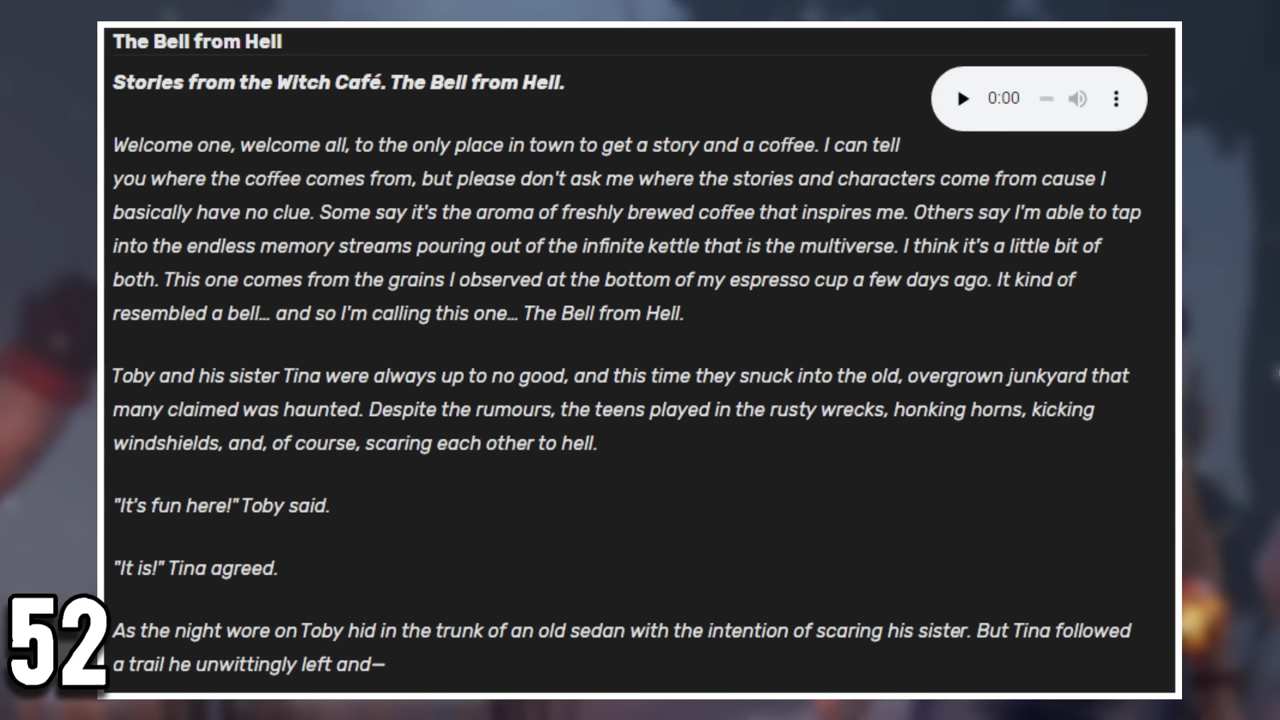 The Bell from Hell
Stories from the Witch Café. The Bell from Hell.
0:00
Welcome one, welcome all, to the only place in town to get a story and a coffee. I can tell
you where the coffee comes from, but please don't ask me where the stories and characters come from cause I
basically have no clue. Some say it's the aroma of freshly brewed coffee that inspires me. Others say I'm able to tap
into the endless memory streams pouring out of the infinite kettle that is the multiverse. I think it's a little bit of
both. This one comes from the grains I observed at the bottom of my espresso cup a few days ago. It kind of
resembled a bell... and so I'm calling this one... The Bell from Hell.
Toby and his sister Tina were always up to no good, and this time they snuck into the old, overgrown junkyard that
many claimed was haunted. Despite the rumours, the teens played in the rusty wrecks, honking horns, kicking
windshields, and, of course, scaring each other to hell.
"It's fun here!" Toby said.
"It is!" Tina agreed.
As the night wore on Toby hid in the trunk of an old sedan with the intention of scaring his sister. But Tina followed
a trail he unwittingly left and—
52